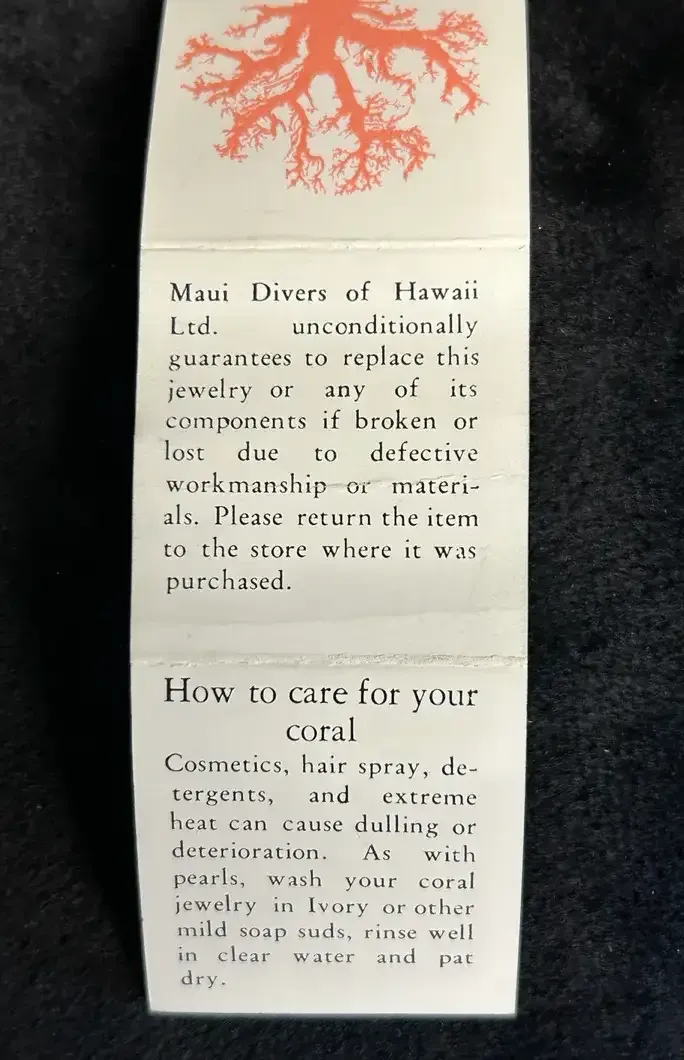 Maui Divers of Hawaii
Ltd. unconditionally
guarantees to replace this
jewelry or any of its
components if broken or
lost due to defective
workmanship or materi-
als. Please return the item
to the store where it was
purchased.
How to care for your
coral
Cosmetics, hair spray, de-
tergents, and extreme
heat can cause dulling or
deterioration. As with
pearls, wash your coral
jewelry in Ivory or other
mild soap suds, rinse well
in clear water and pat
dry.